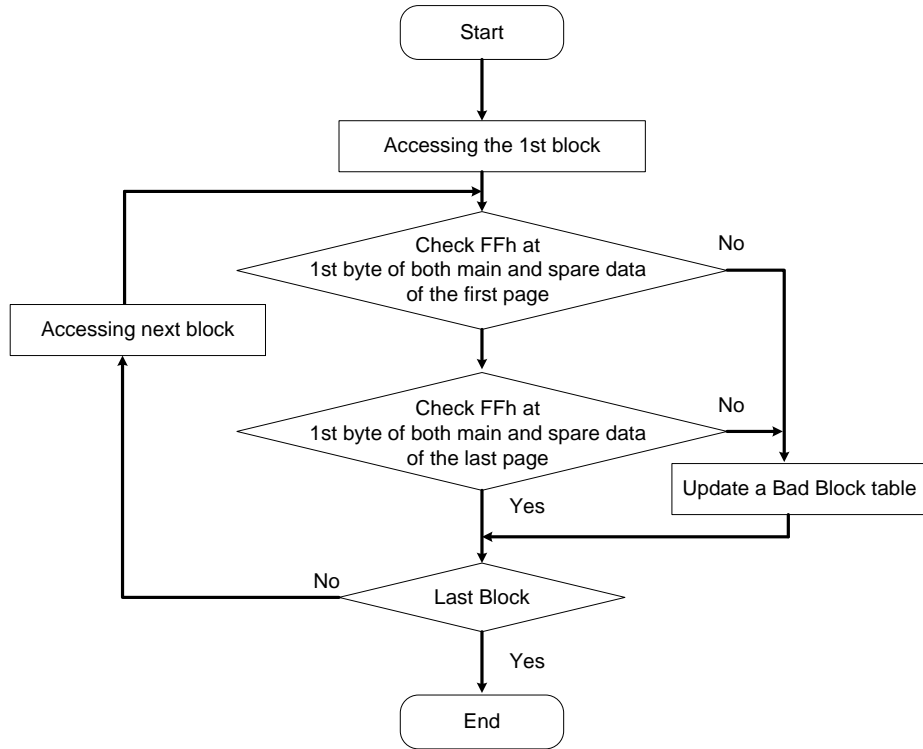 Start
Accessing the 1st block
Check FFh at
1st byte of both main and spare data
of the first page
No
Accessing next block
Check FFh at
1st byte of both main and spare data
of the last page
No
Update a Bad Block table
Yes
No
Last Block
Yes
End